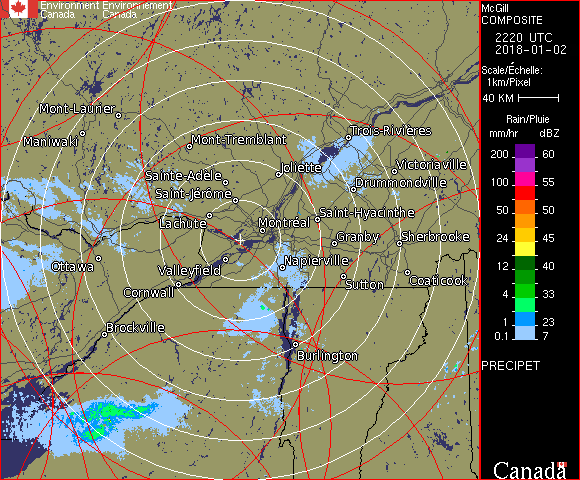 Environment Environnement
Canada Canada
McGill
COMPOSITE
2220 UTC
2018-01-02
Scale/Échelle:
1km/Pixel
40 KM
Rain/Pluie
mm/hr dBZ
200 60
100 55
50 50
24 45
12 40
4 33
1 23
0.1 7
PRECIPET
Canada
Mont-Laurier
Maniwaki
Mont-Tremblant
Trois-Rivières
Joliette
Victoriaville
Sainte-Adèle
Drummondville
Saint-Jérôme
Lachute
Saint-Hyacinthe
Montréal
Granby
Sherbrooke
Ottawa
Valleyfield
Napierville
Cornwall
Sutton
Coaticook
Brockville
Burlington